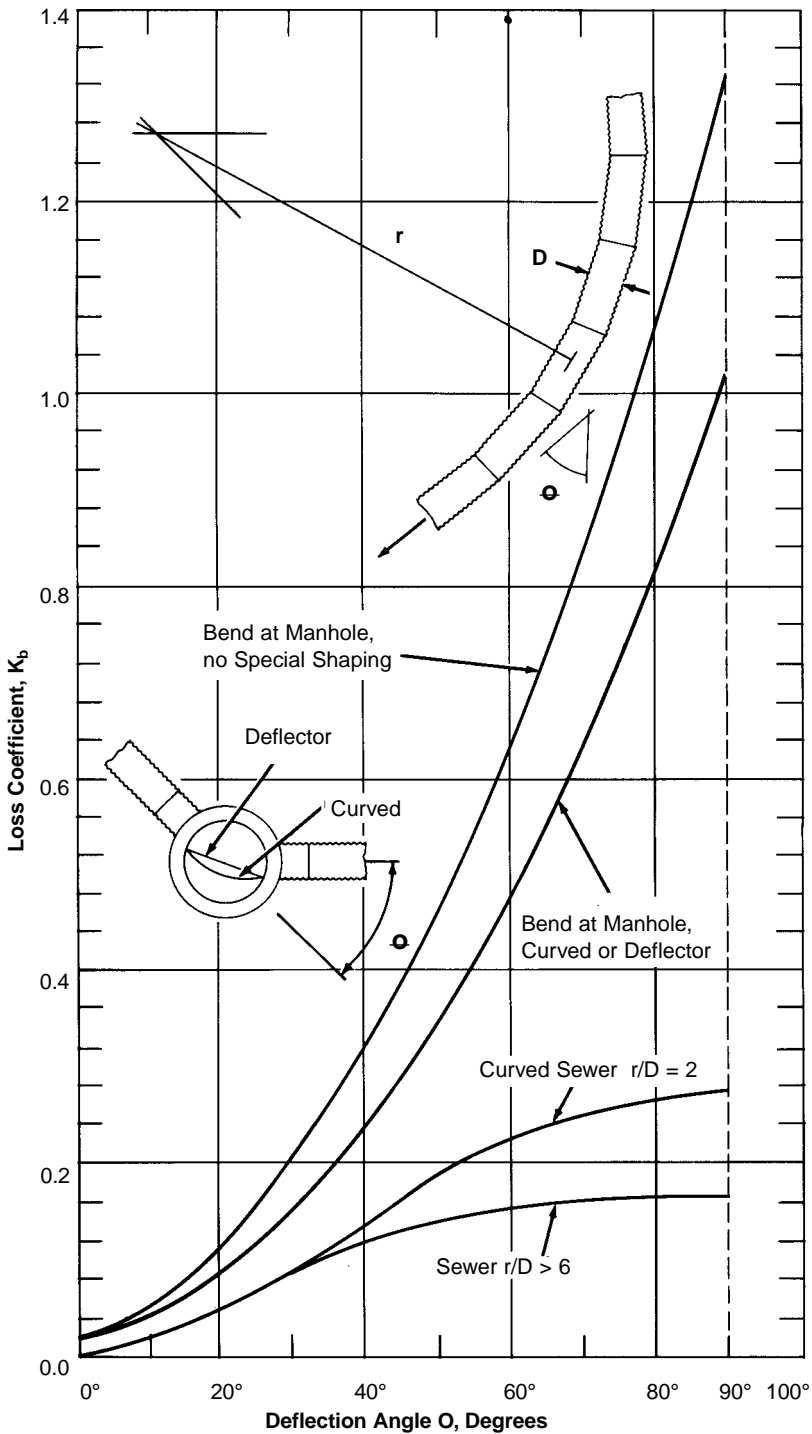 1.4
1.2
1.0
0.8
0.6
0.4
0.2
0.0
Loss Coefficient, Kb
r
D
O
Bend at Manhole,
no Special Shaping
Deflector
Curved
O
Bend at Manhole,
Curved or Deflector
Curved Sewer r/D = 2
Sewer r/D > 6
0° 20° 40° 60° 80° 90° 100°
Deflection Angle O, Degrees